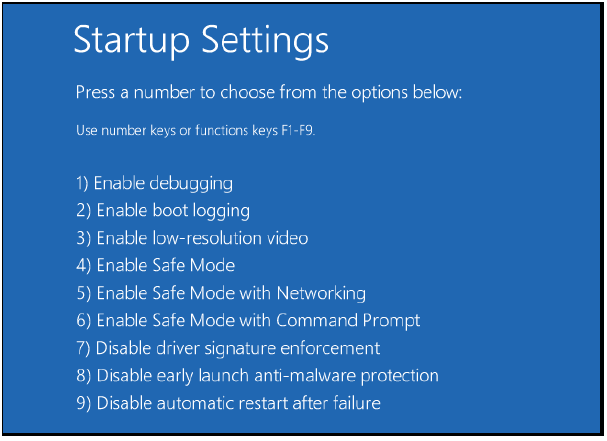 Startup Settings
Press a number to choose from the options below:
Use number keys or functions keys F1-F9.
1) Enable debugging
2) Enable boot logging
3) Enable low-resolution video
4) Enable Safe Mode
5) Enable Safe Mode with Networking
6) Enable Safe Mode with Command Prompt
7) Disable driver signature enforcement
8) Disable early launch anti-malware protection
9) Disable automatic restart after failure